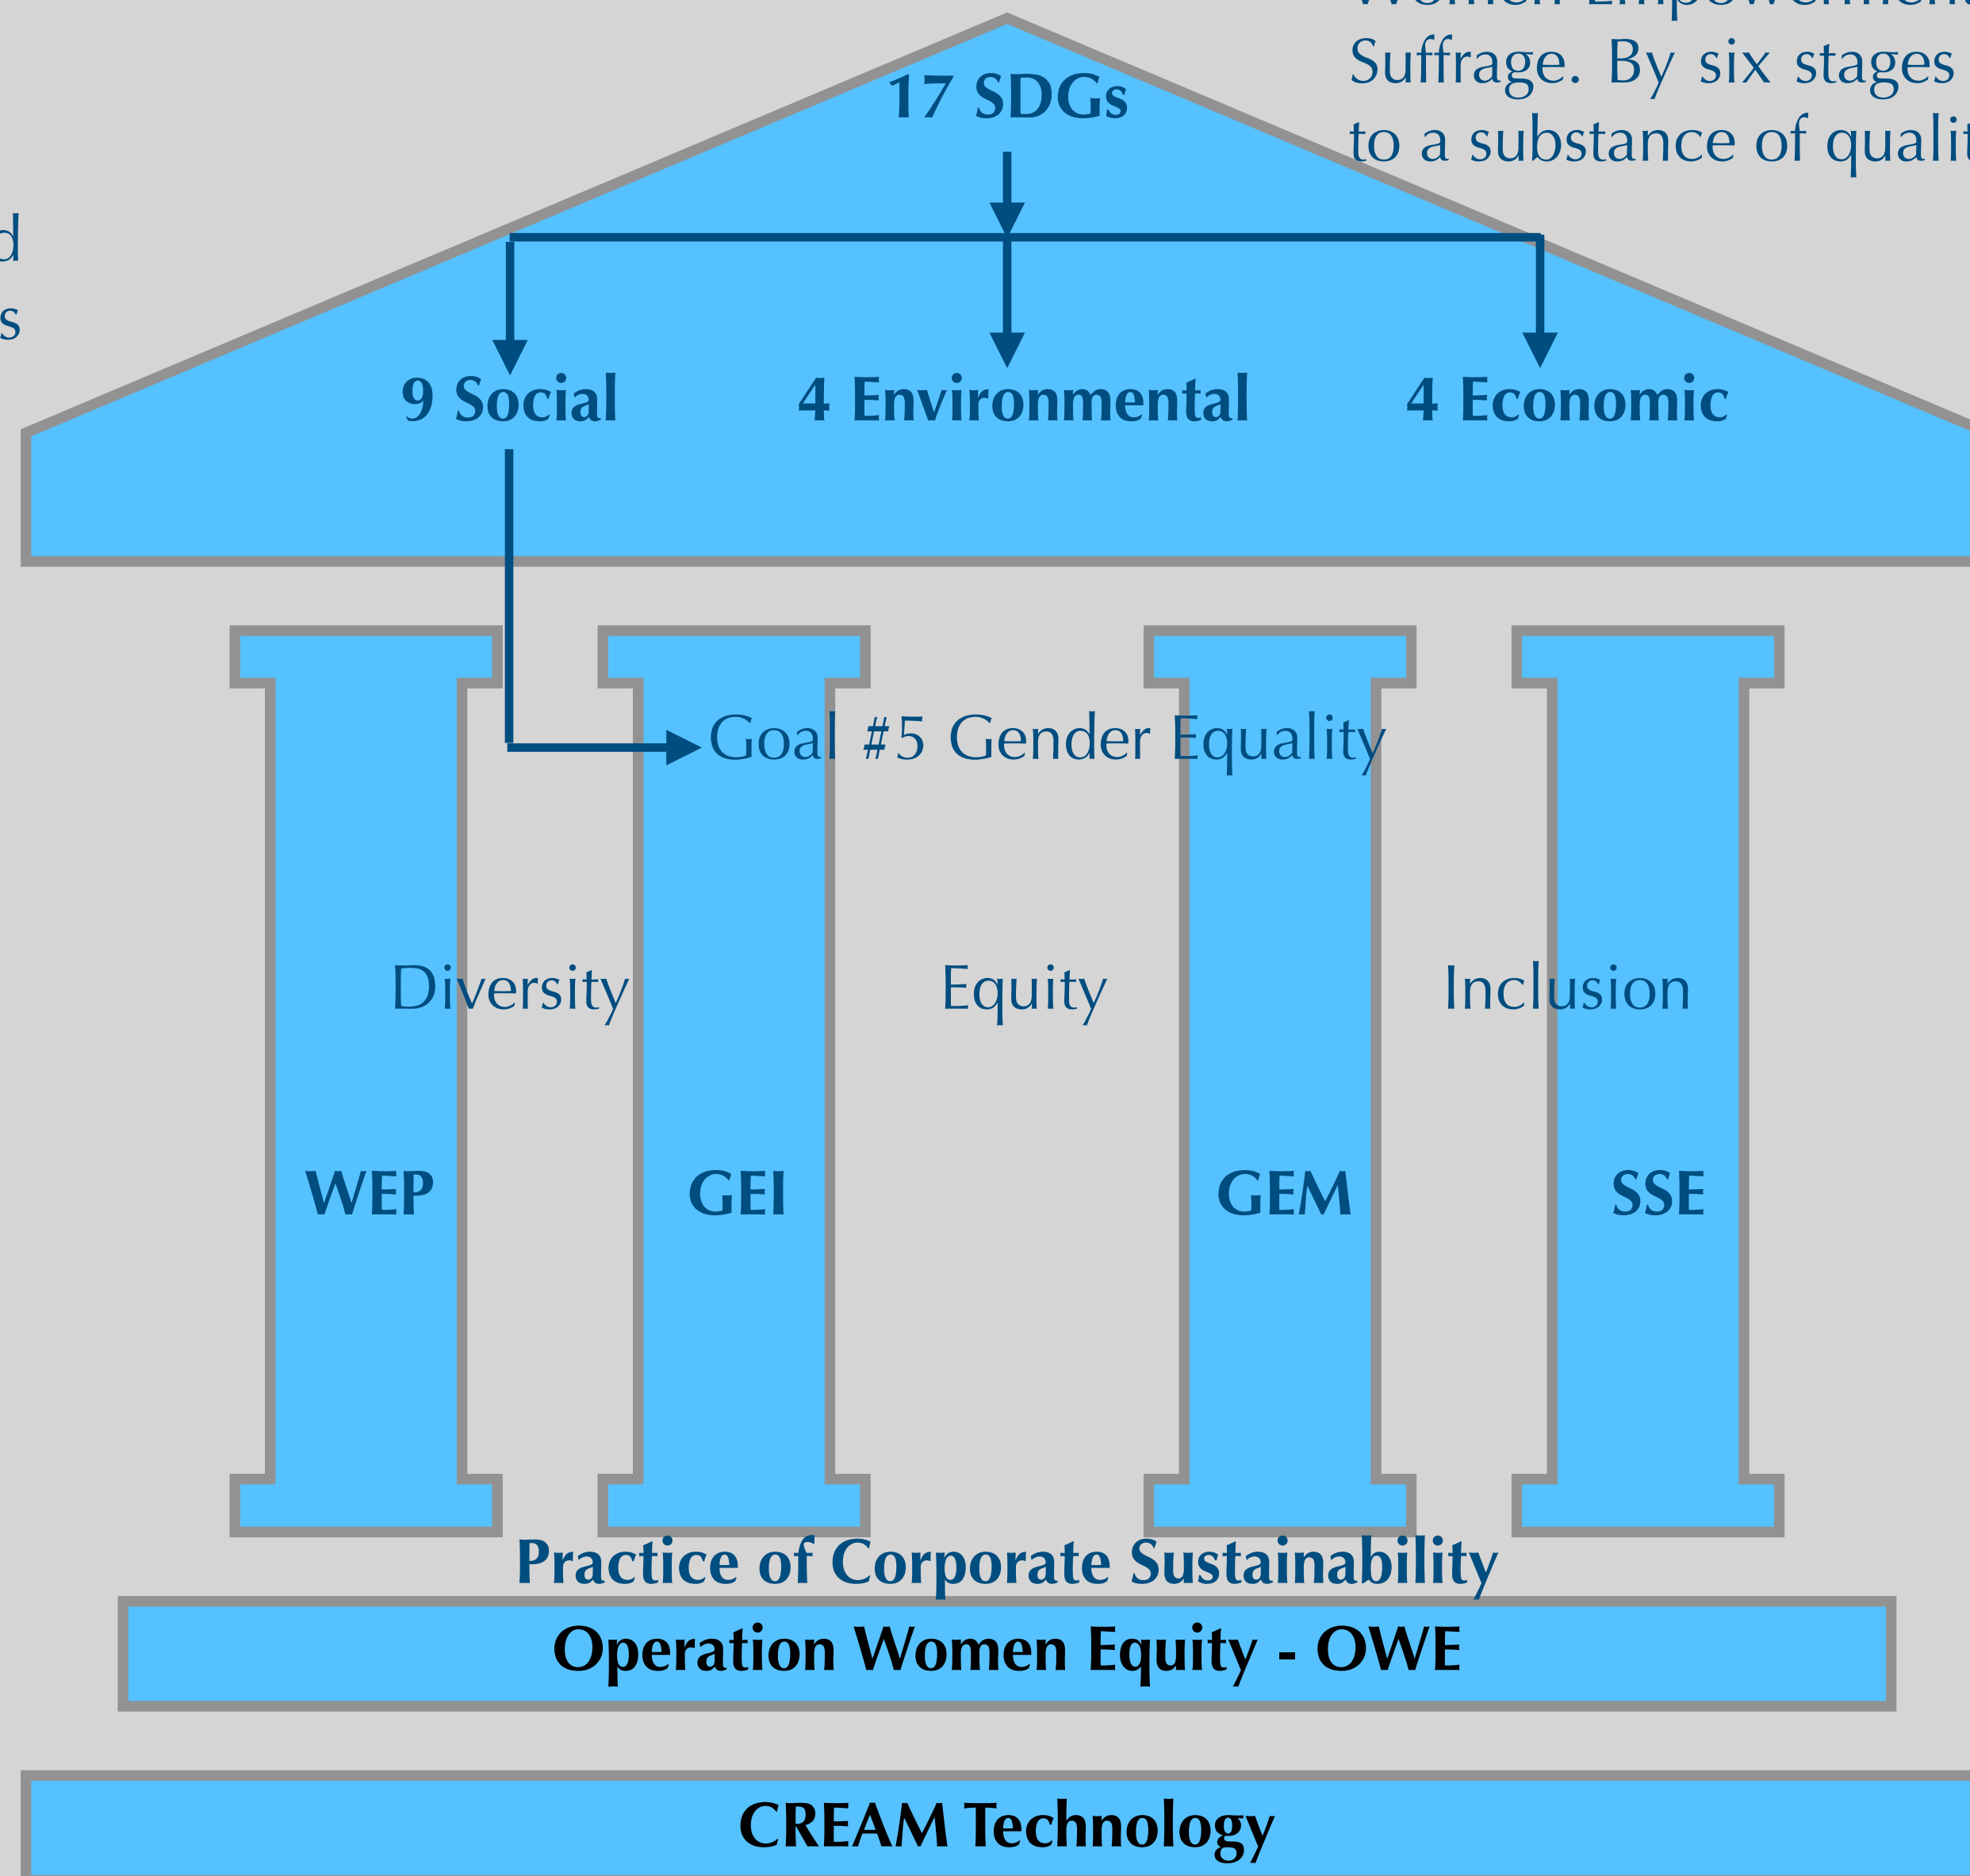 Suffrage. By six stages
to a substance of
17 SDGs
d
s
9 Social
4 Environmental
4 Economic
Goal #5 Gender Equality
Diversity
Equity
Inclusion
WEP
GEI
GEM
SSE
Practice of Corporate Sustainability
Operation Women Equity - OWE
CREAM Technology